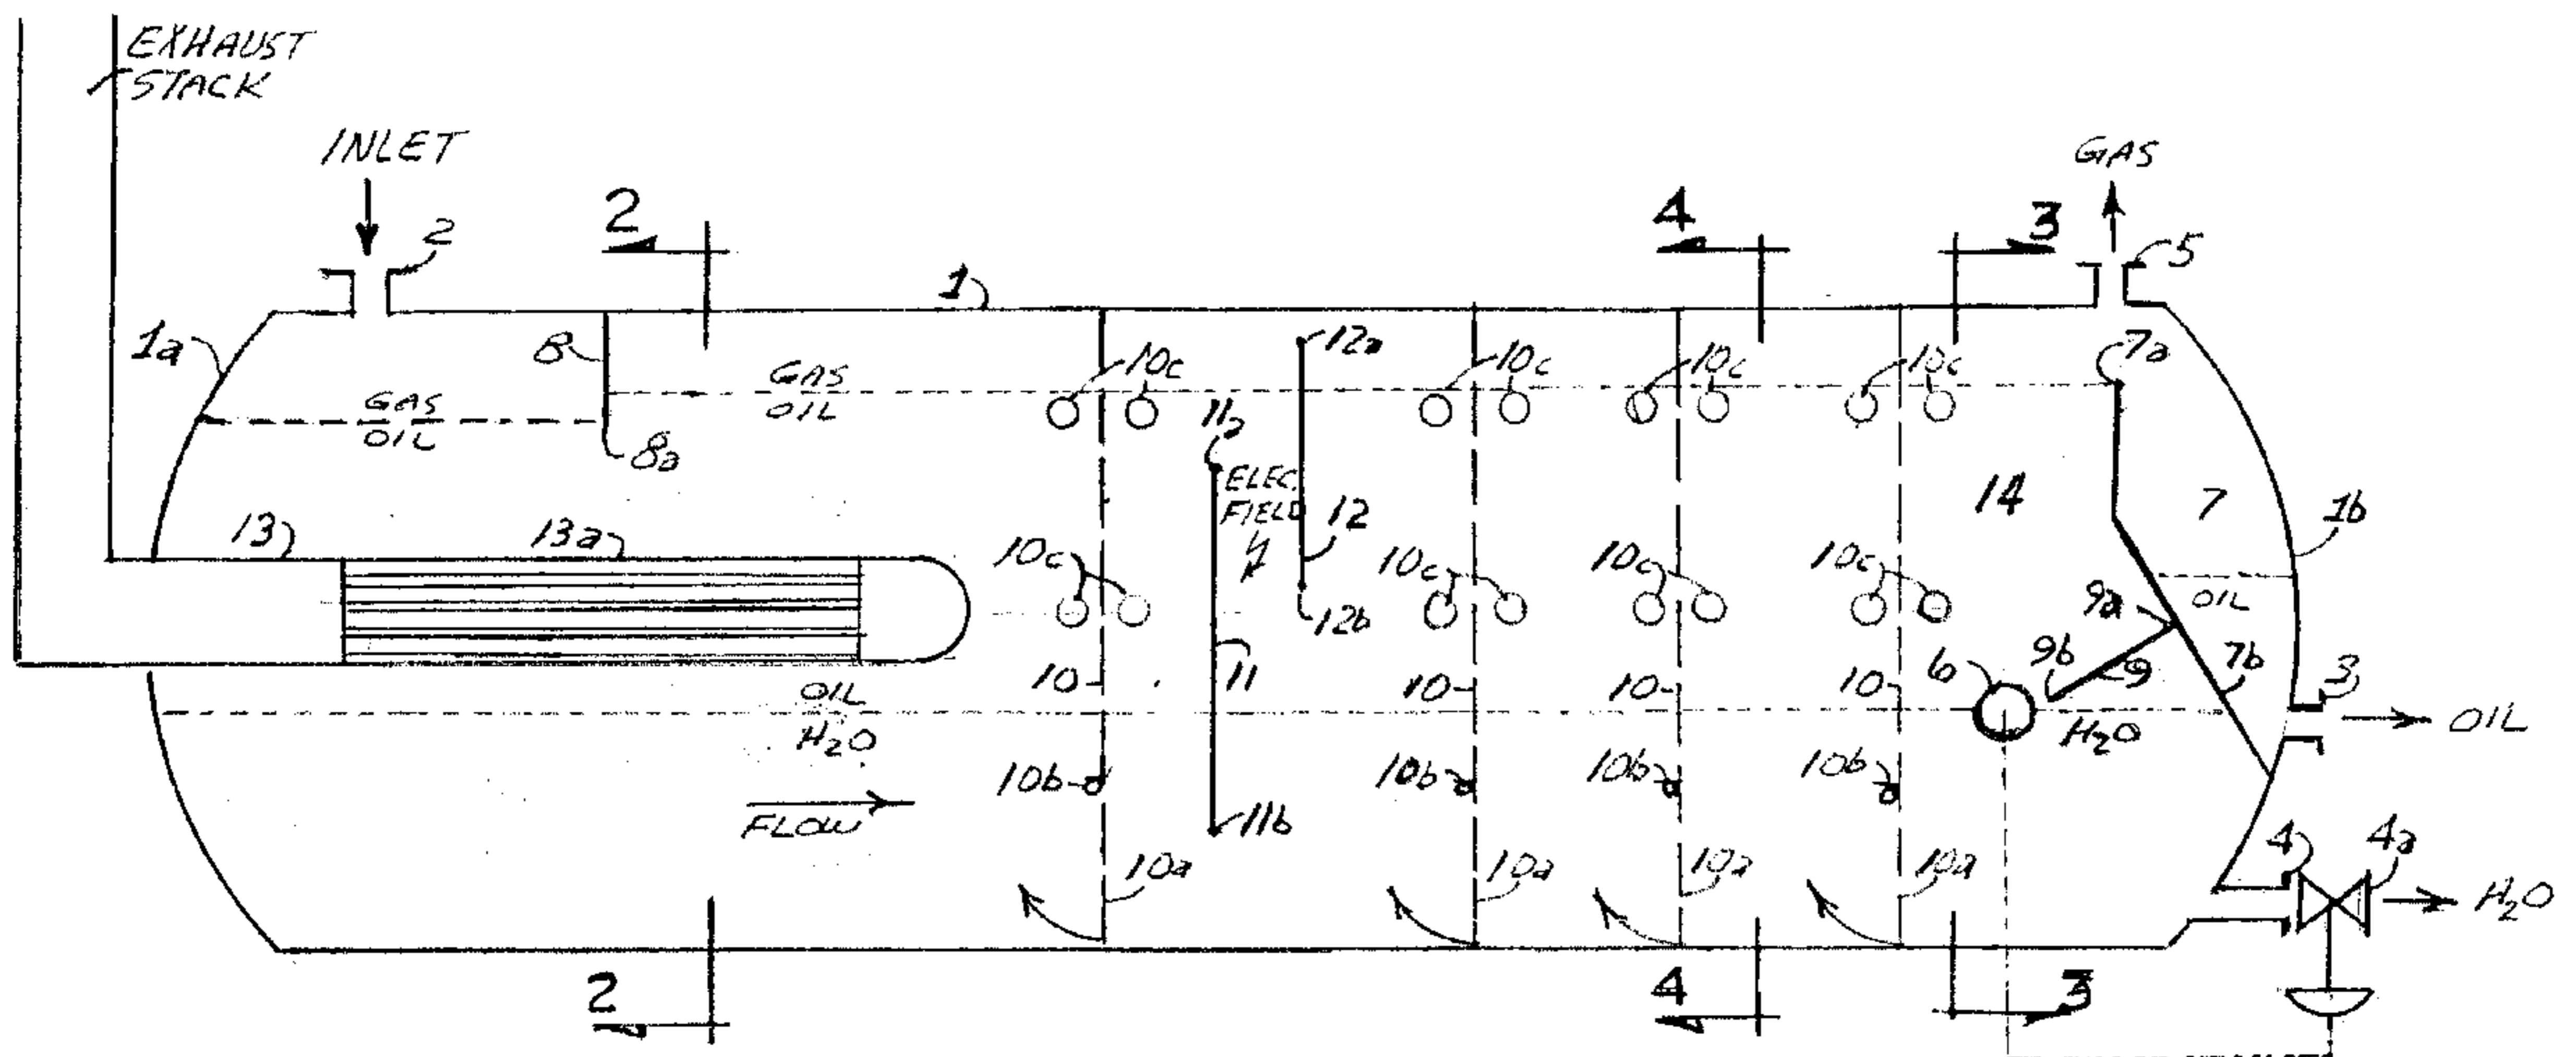 EXHAUST
STACK
INLET
GAS
2
2
4
3
5
1
1a
8
GAS
OIL
10c
12a
10c
10c
10c
7a
GAS
OIL
8a
11a
ELEC.
FIELD
14
7
1b
13
13a
10c
12
10c
10c
10c
9a
OIL
12b
OIL
H2O
10
11
10
10
10
6
9b
9
7b
3
OIL
H2O
10b
10b
10b
10b
FLOW
11b
10a
10a
10a
10a
4
4a
H2O
2
4
3